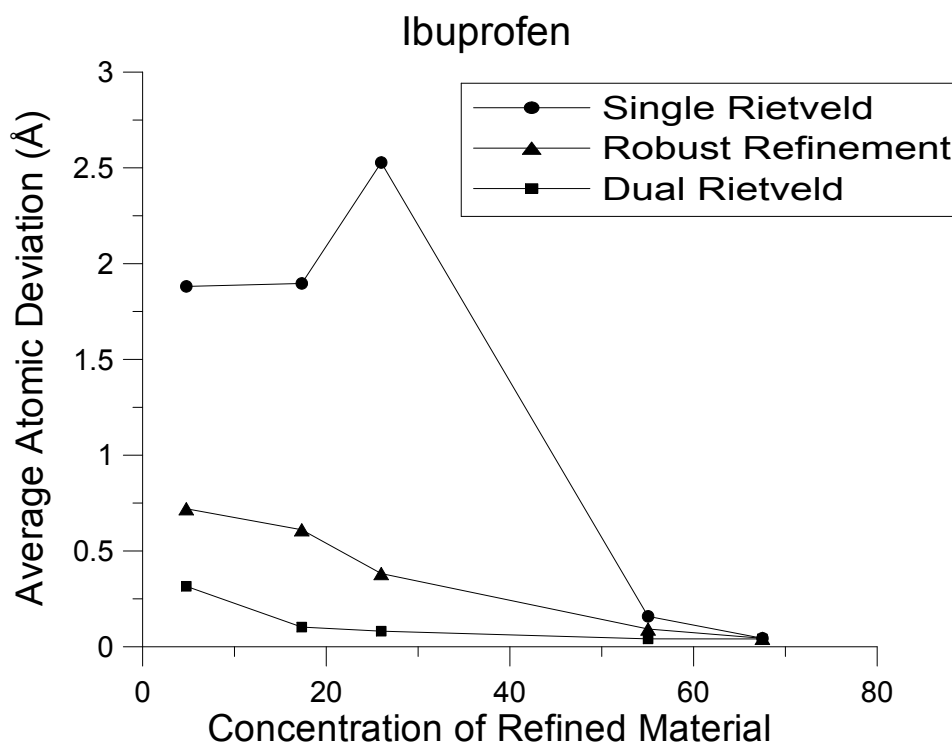 Ibuprofen
3
2.5
2
1.5
1
0.5
0
Average Atomic Deviation (Å)
Single Rietveld
Robust Refinement
Dual Rietveld
0 20 40 60 80
Concentration of Refined Material